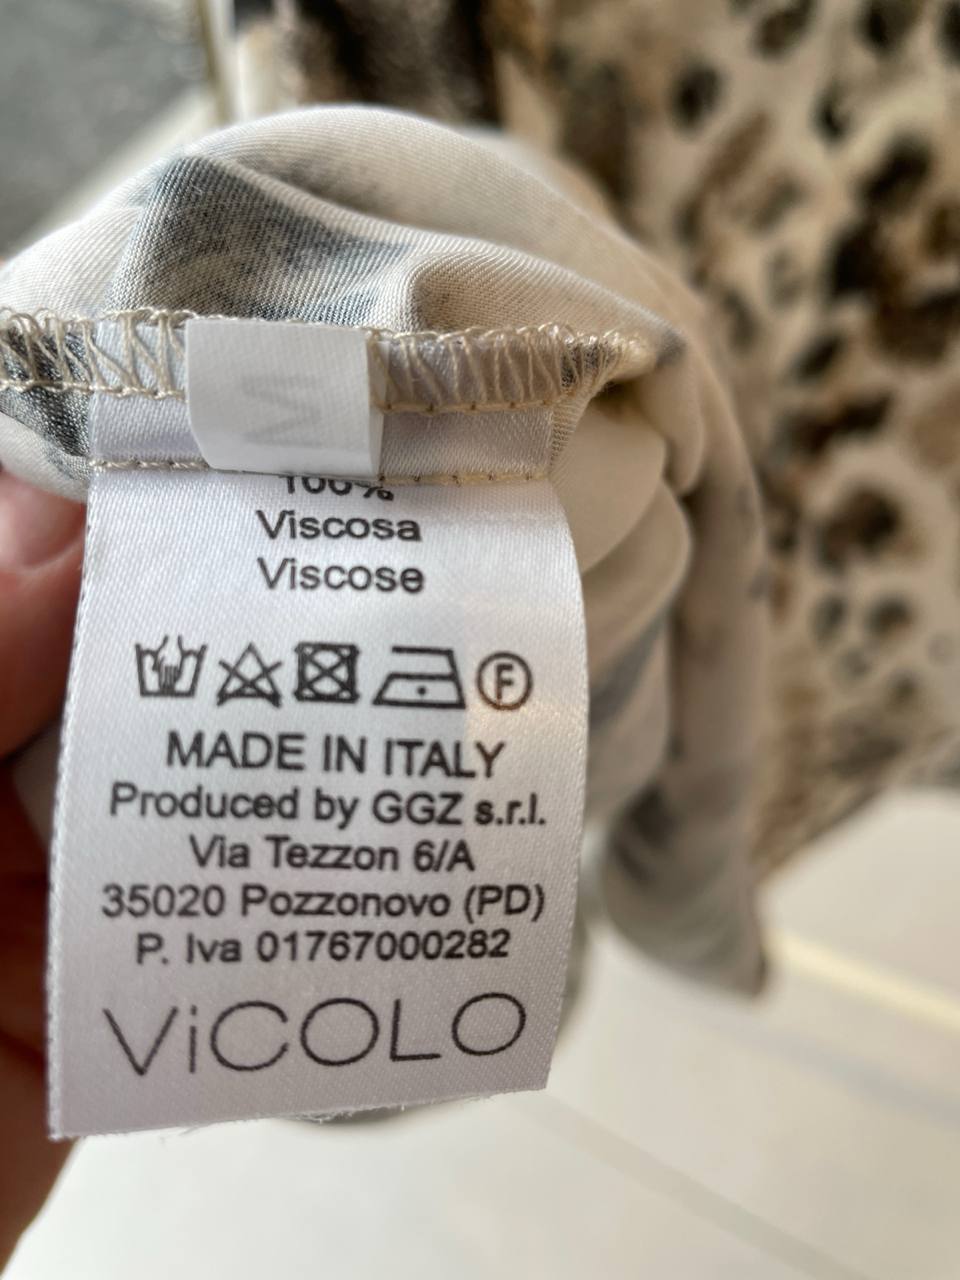 M
100%
Viscosa
Viscose
F
MADE IN ITALY
Produced by GGZ s.r.l.
Via Tezzon 6/A
35020 Pozzonovo (PD)
P. Iva 01767000282
ViCOLO